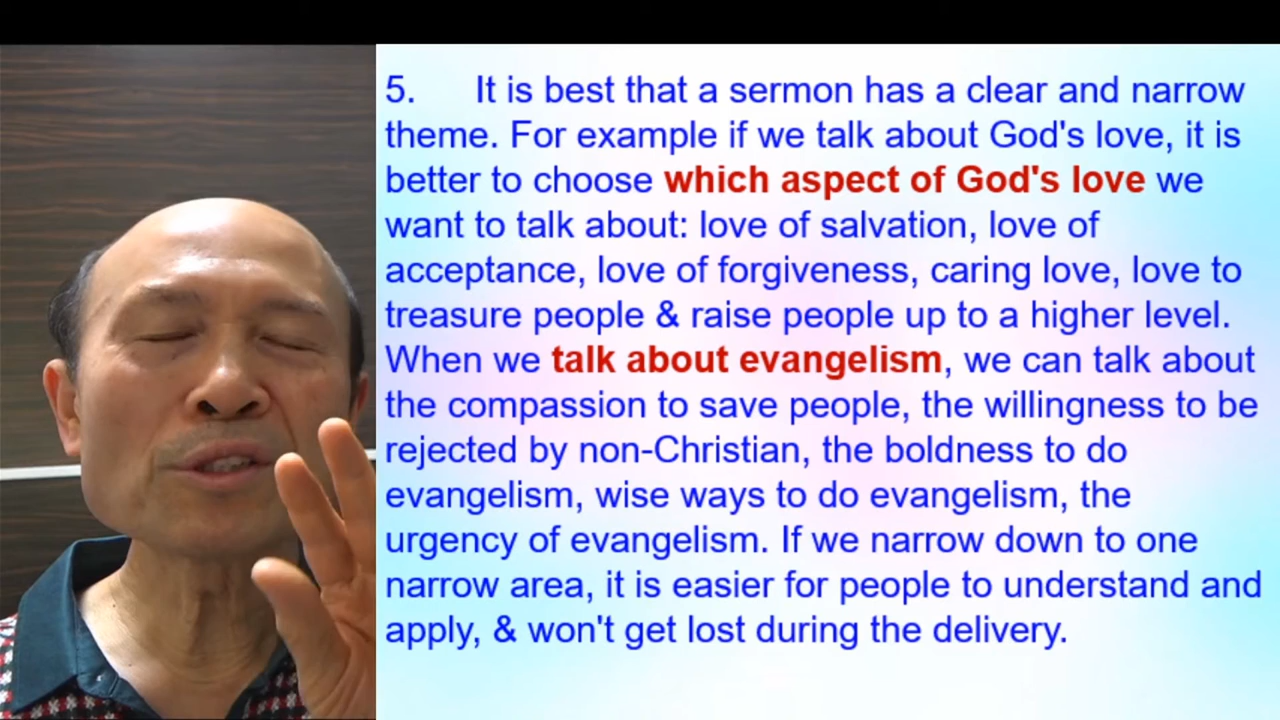 5. It is best that a sermon has a clear and narrow
theme. For example if we talk about God's love, it is
better to choose which aspect of God's love we
want to talk about: love of salvation, love of
acceptance, love of forgiveness, caring love, love to
treasure people & raise people up to a higher level.
When we talk about evangelism, we can talk about
the compassion to save people, the willingness to be
rejected by non-Christian, the boldness to do
evangelism, wise ways to do evangelism, the
urgency of evangelism. If we narrow down to one
narrow area, it is easier for people to understand and
apply, & won't get lost during the delivery.